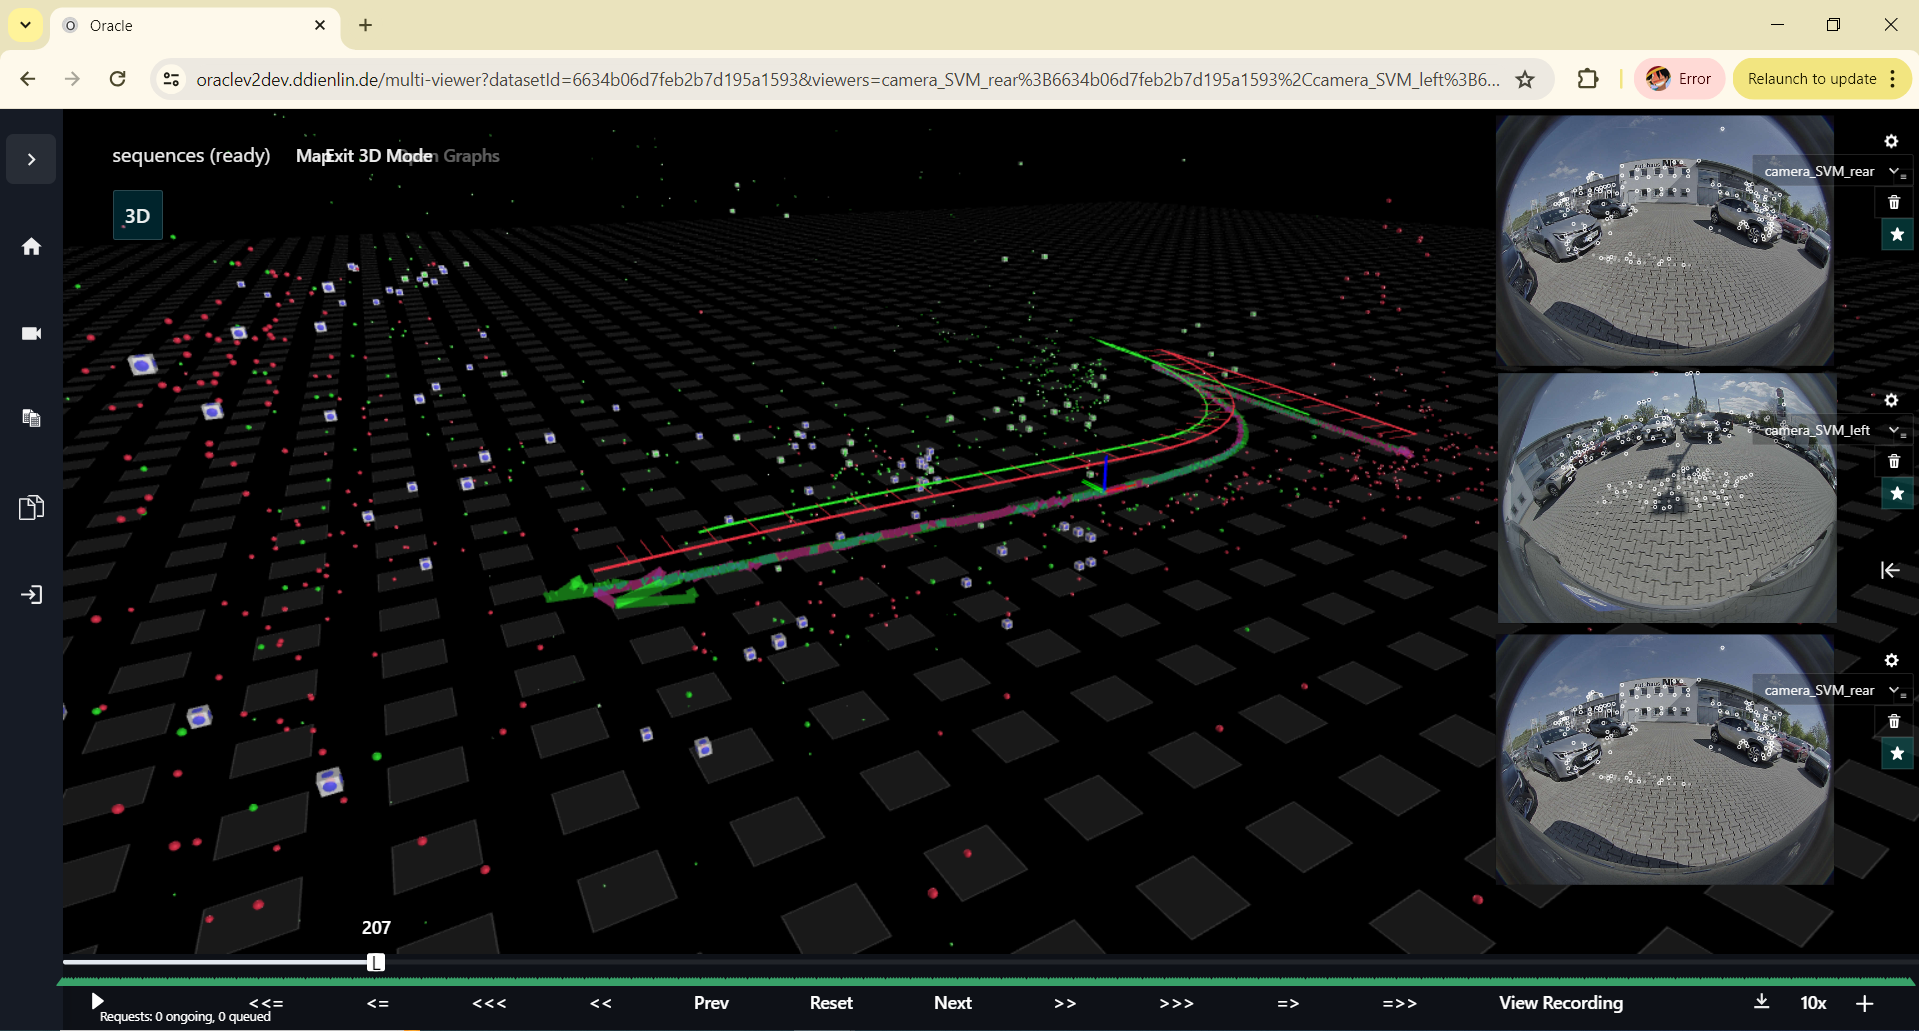 Oracle
oraclev2dev.ddienlin.de/multi-viewer?datasetId=6634b06d7feb2b7d195a1593&viewers=camera_SVM_rear%3B6634b06d7feb2b7d195a1593%2Ccamera_SVM_left%3B6...
Error
Relaunch to update
sequences (ready)
Map
Exit 3D Mode
Graphs
3D
camera_SVM_rear
camera_SVM_left
camera_SVM_rear
207
L
<<=
<=
<<<
<<
Prev
Reset
Next
>>
>>>
=>
=>>
View Recording
10x
Requests: 0 ongoing, 0 queued